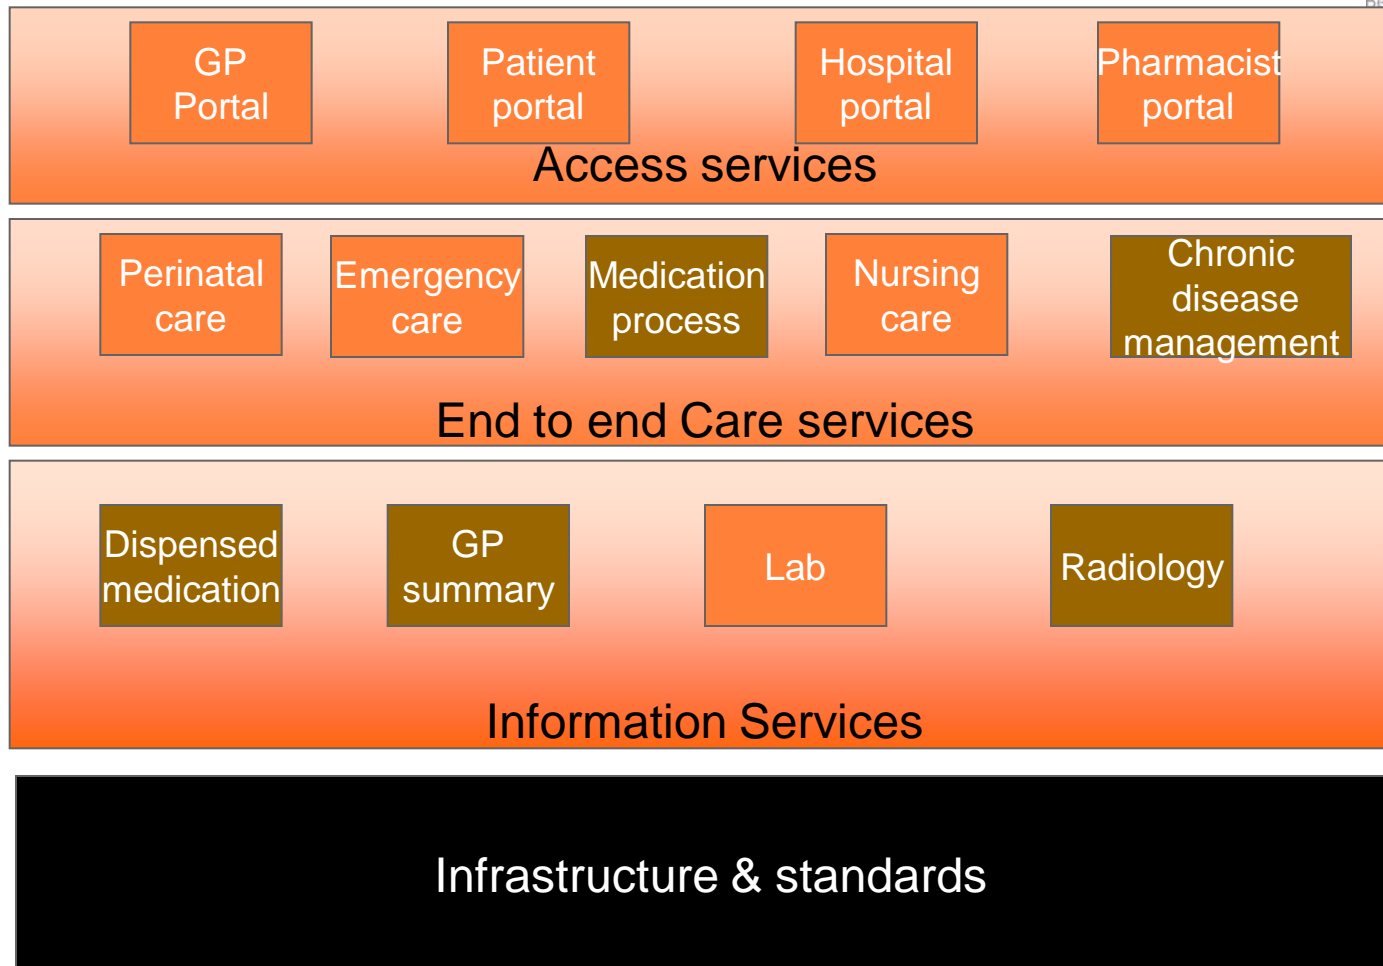 GP
Portal
Patient
portal
Hospital
portal
Pharmacist
portal
Access services
Perinatal
care
Emergency
care
Medication
process
Nursing
care
Chronic
disease
management
End to end Care services
Dispensed
medication
GP
summary
Lab
Radiology
Information Services
Infrastructure & standards